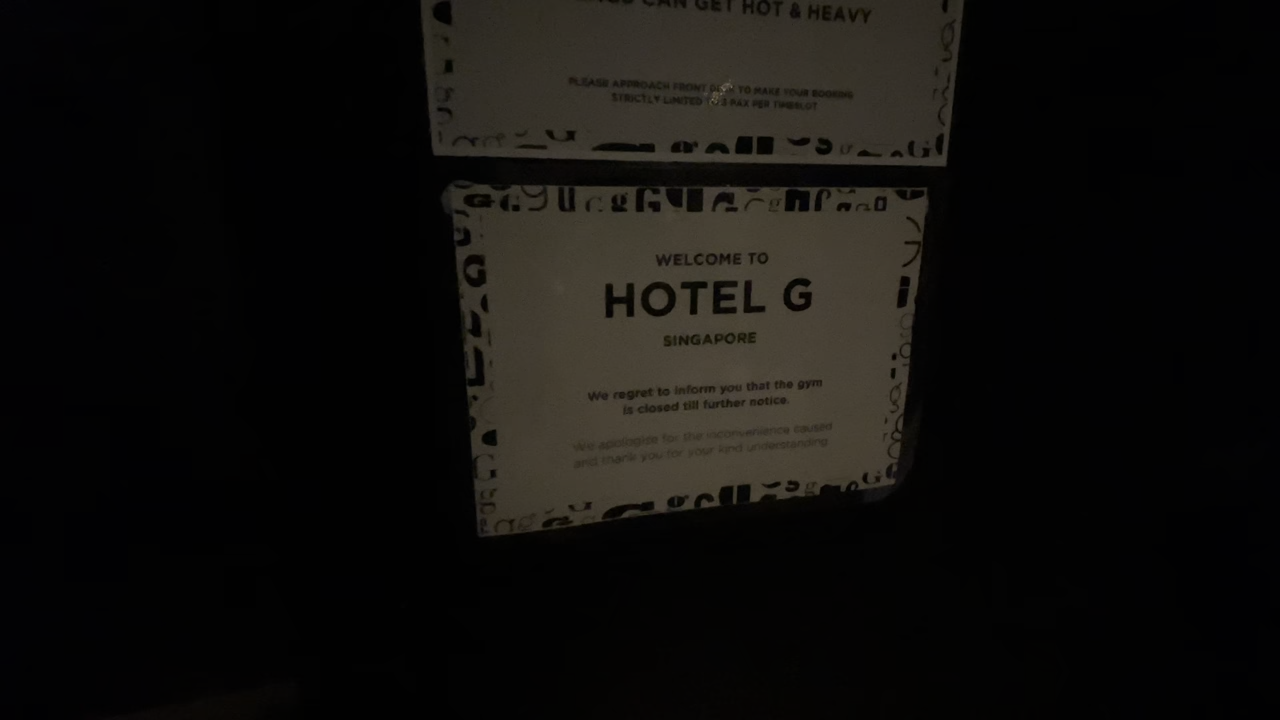 CAN GET HOT & HEAVY
PLEASE APPROACH FRONT DESK TO MAKE YOUR BOOKING
STRICTLY LIMITED TO PAX PER TIMESLOT
WELCOME TO
HOTEL G
SINGAPORE
We regret to inform you that the gym
is closed till further notice.
We apologise for the inconvenience caused
and thank you for your kind understanding